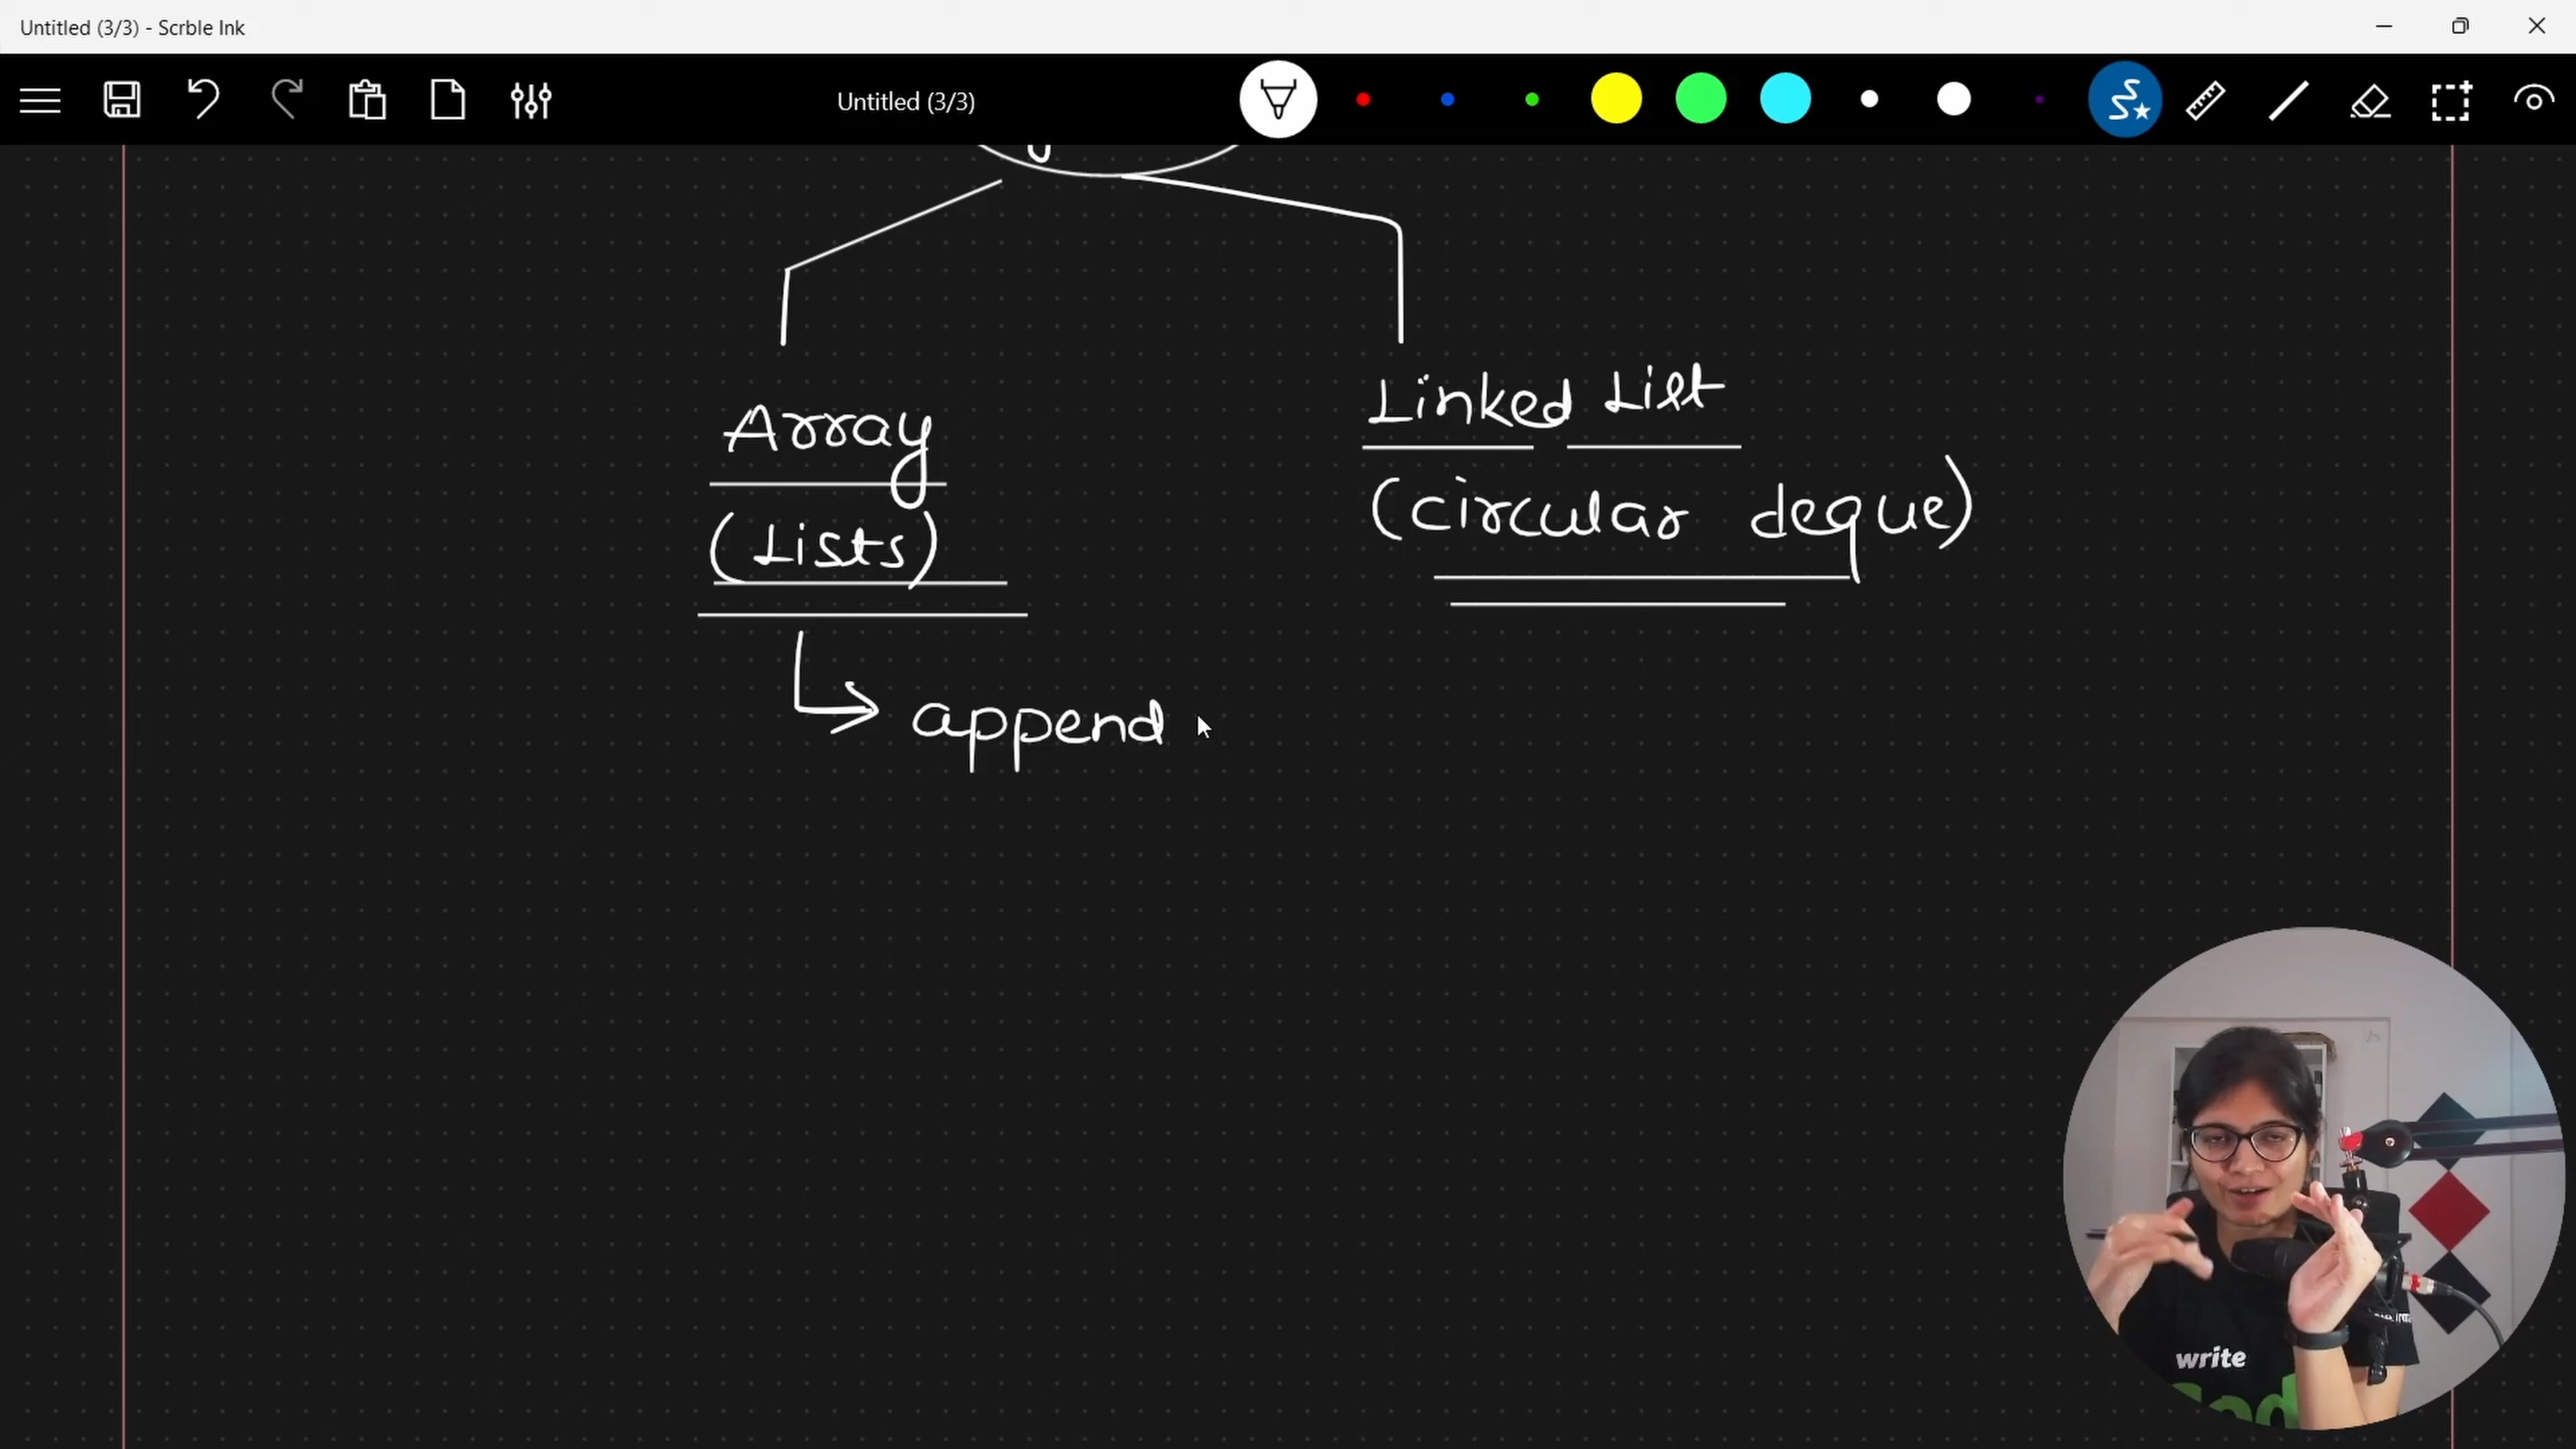 Untitled (3/3) - Scrble Ink
Untitled (3/3)
Array
(Lists)
append
Linked List
(circular deque)
write